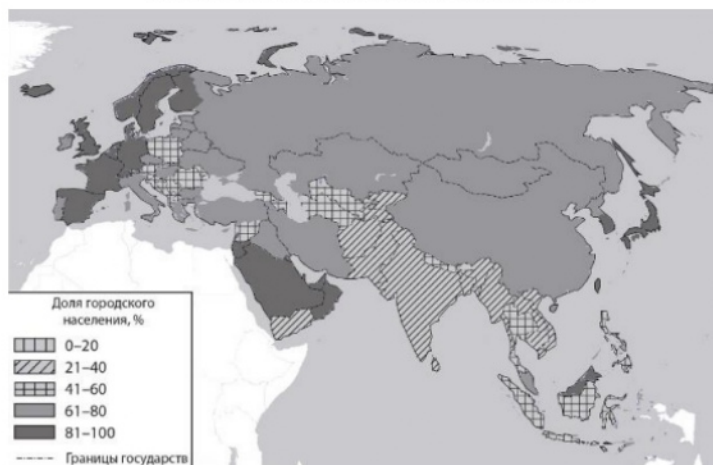 Доля городского
населения, %
0–20
21–40
41–60
61–80
81–100
Границы государств